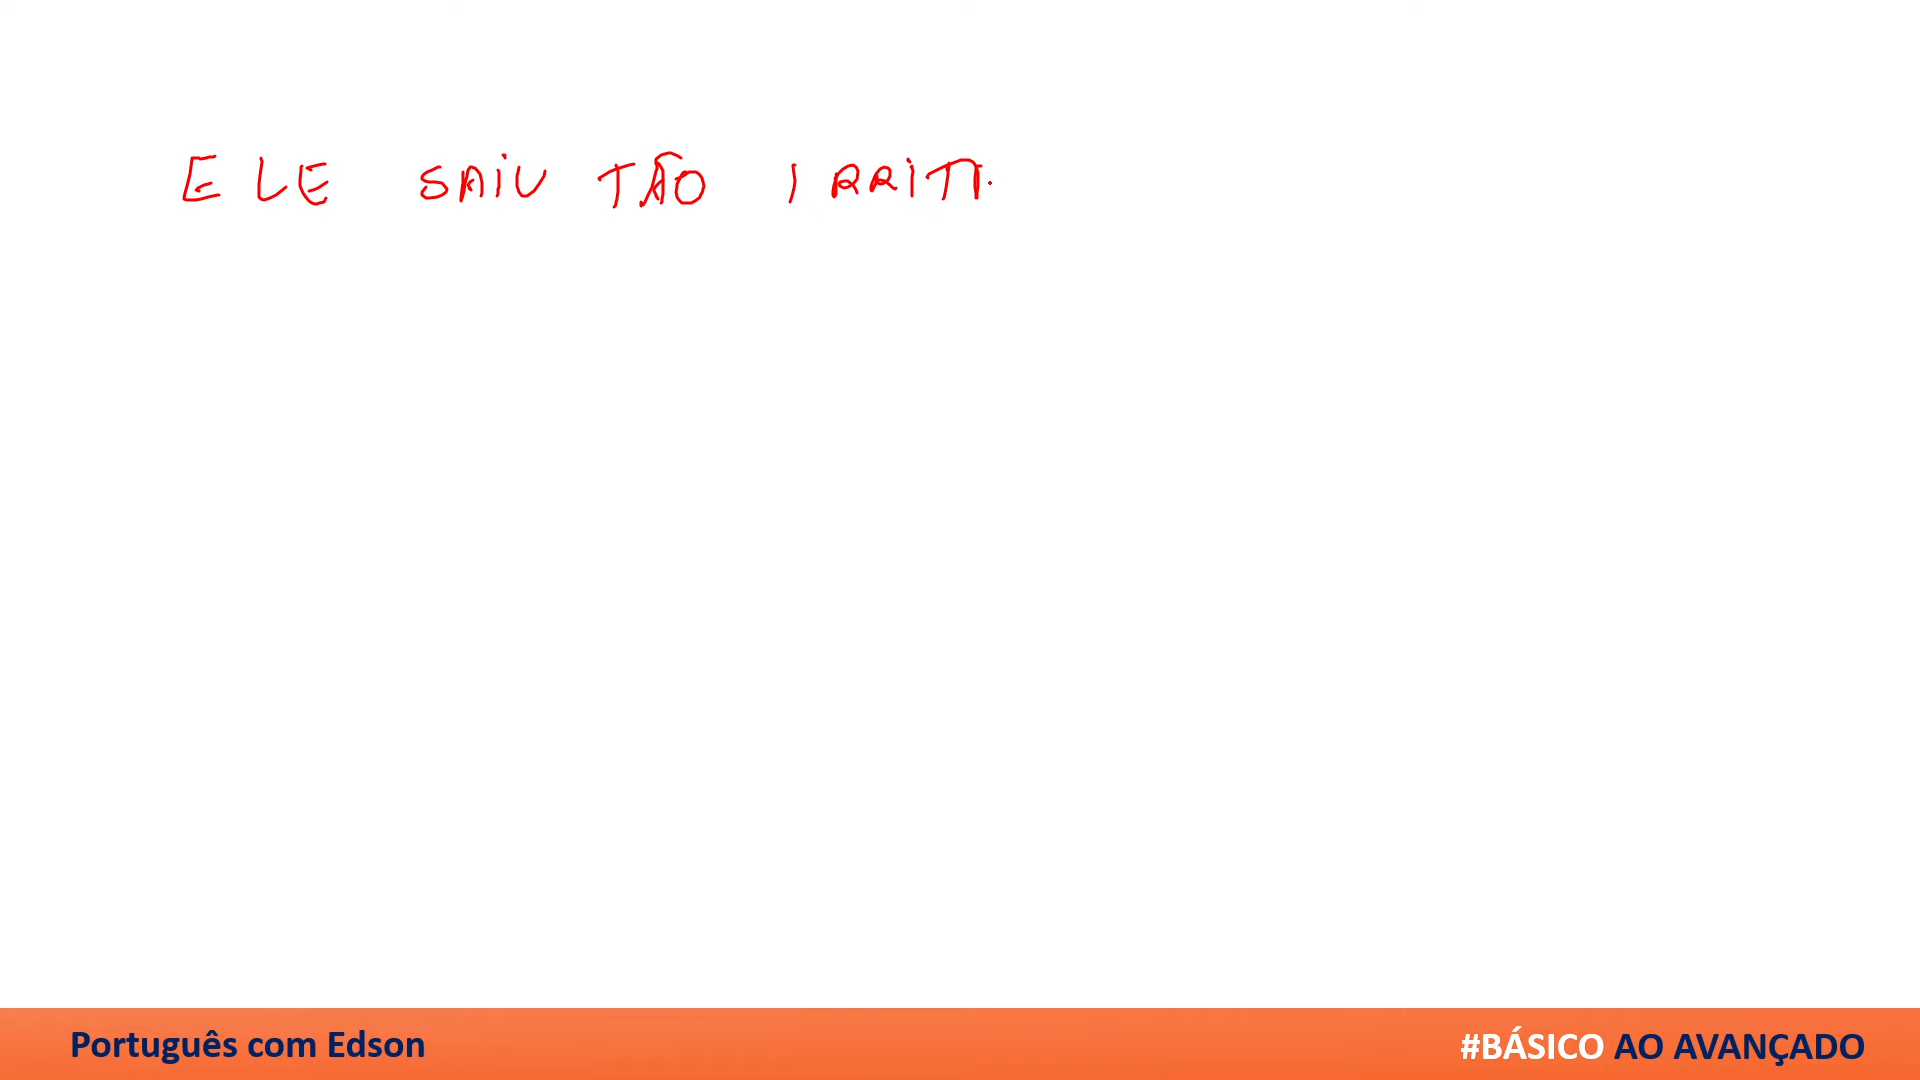 ELE SAIU TÃO IRRIT
Português com Edson
#BÁSICO AO AVANÇADO